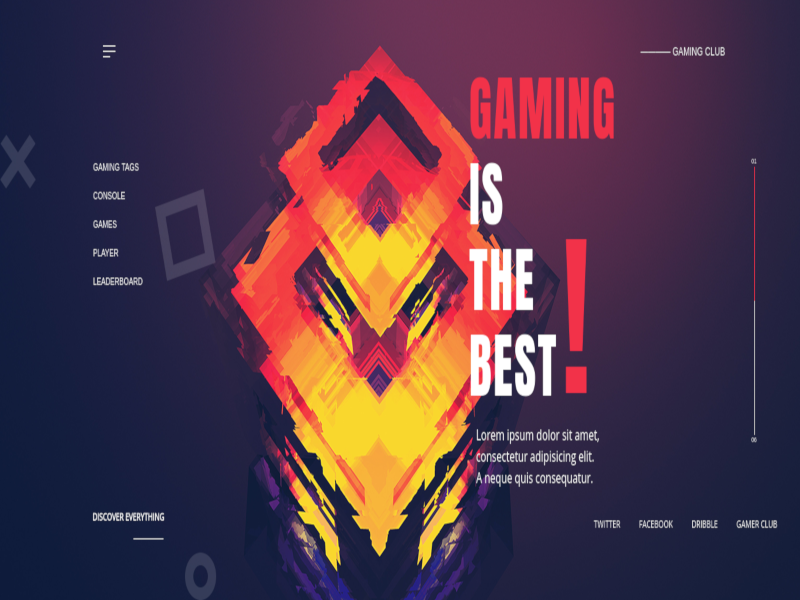 GAMING CLUB
GAMING
IS
THE
BEST!
Lorem ipsum dolor sit amet,
consectetur adipisicing elit.
A neque quis consequatur.
GAMING TAGS
CONSOLE
GAMES
PLAYER
LEADERBOARD
01
06
DISCOVER EVERYTHING
TWITTER FACEBOOK DRIBBLE GAMER CLUB